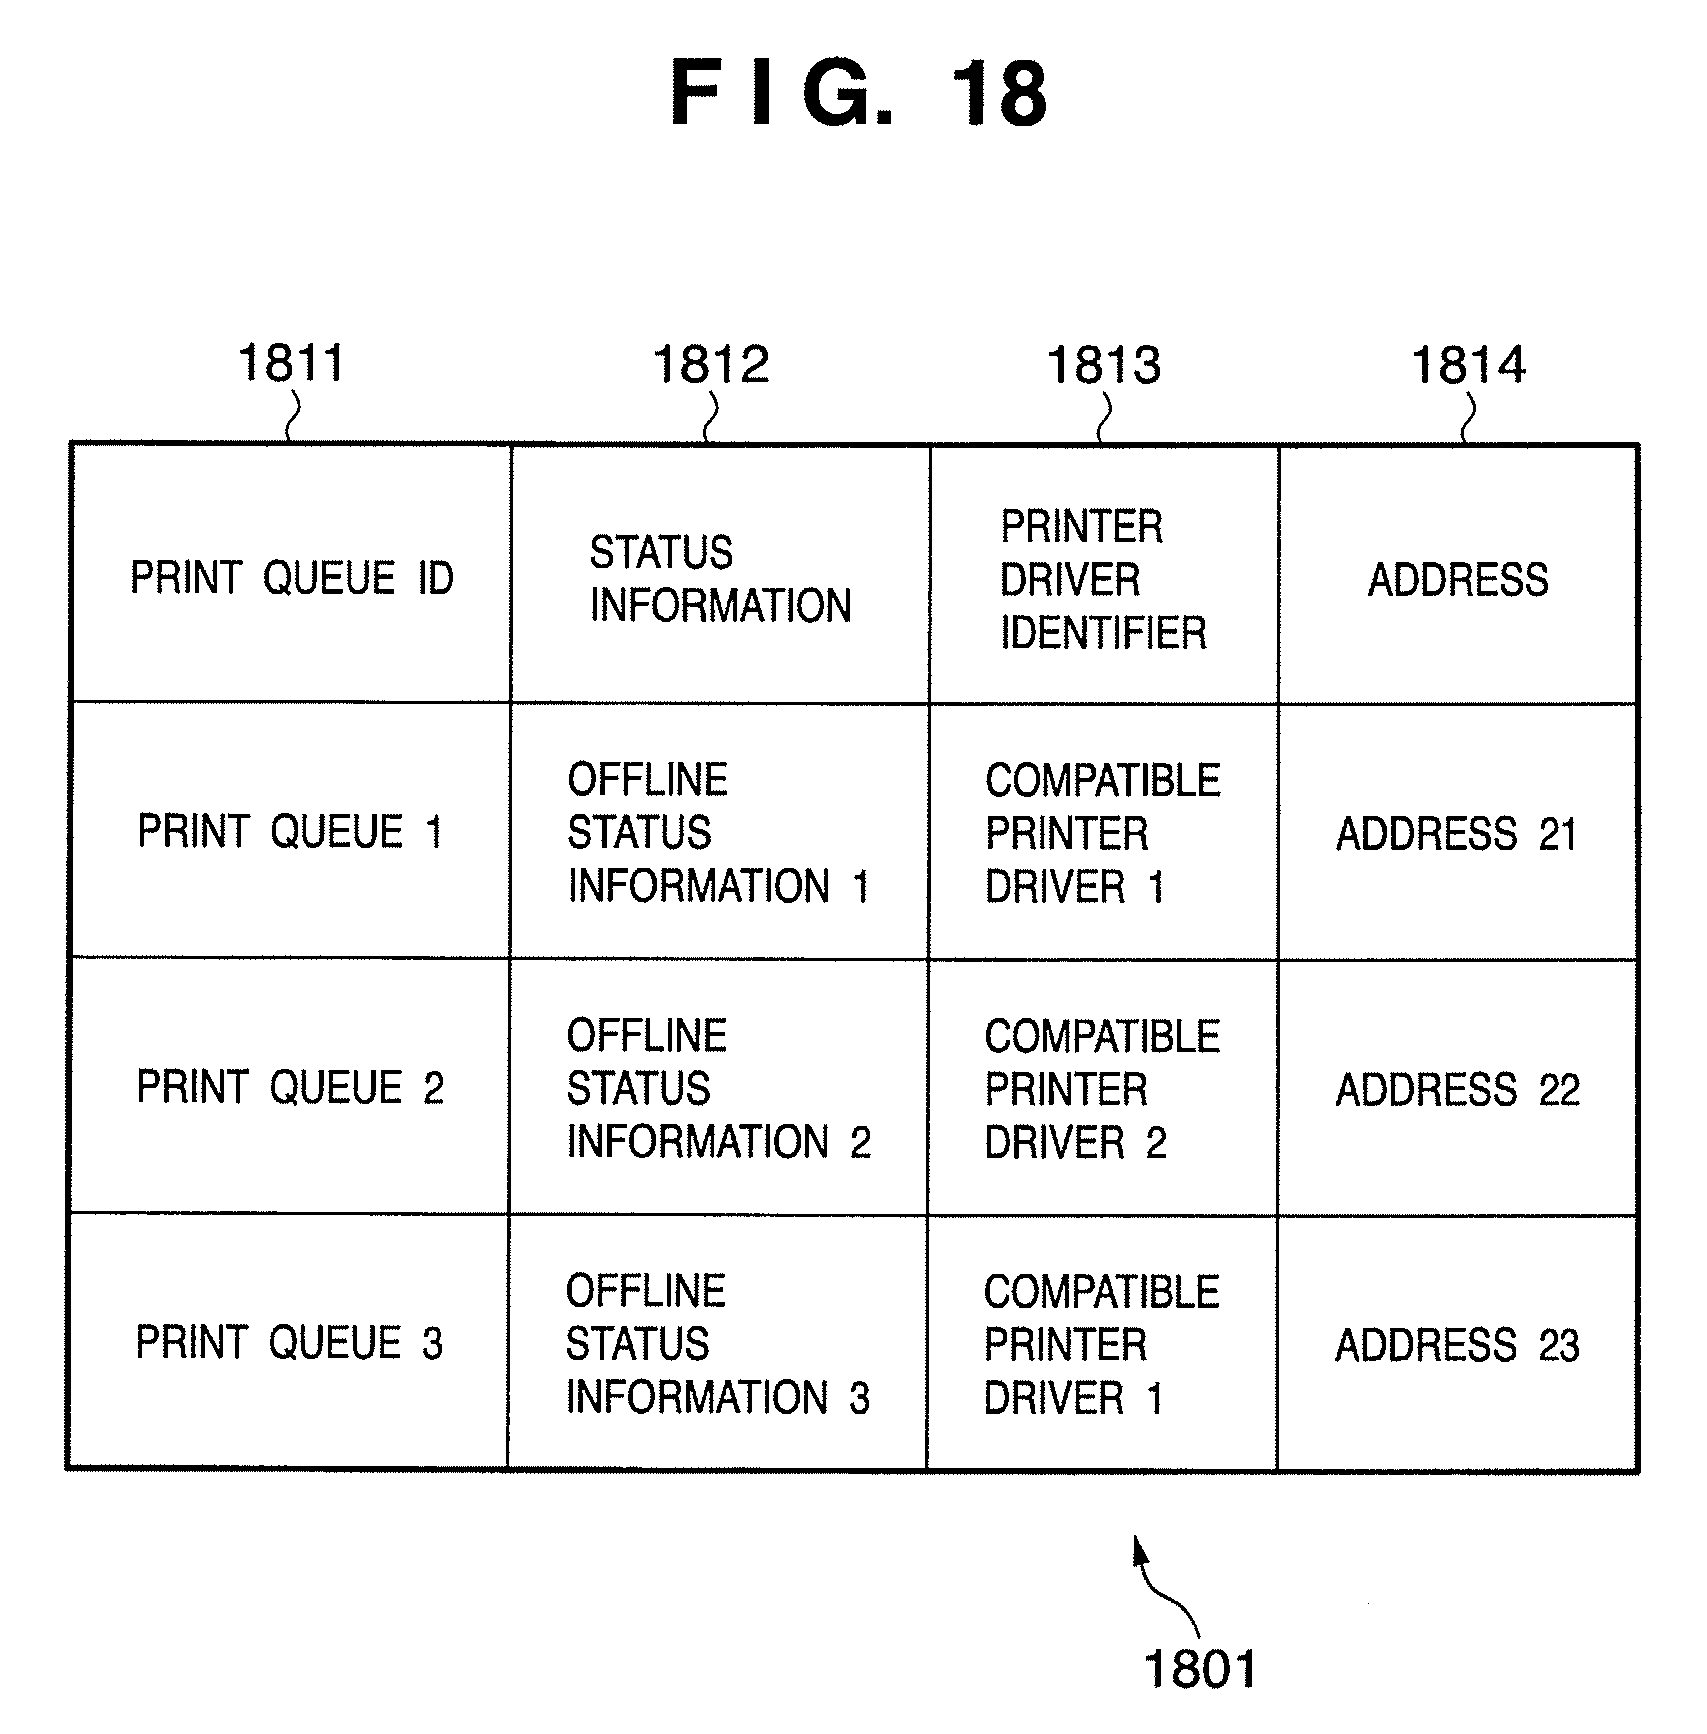 FIG. 18
1811 1812 1813 1814
PRINT QUEUE ID
STATUS
INFORMATION
PRINTER
DRIVER
IDENTIFIER
ADDRESS
PRINT QUEUE 1
OFFLINE
STATUS
INFORMATION 1
COMPATIBLE
PRINTER
DRIVER 1
ADDRESS 21
PRINT QUEUE 2
OFFLINE
STATUS
INFORMATION 2
COMPATIBLE
PRINTER
DRIVER 2
ADDRESS 22
PRINT QUEUE 3
OFFLINE
STATUS
INFORMATION 3
COMPATIBLE
PRINTER
DRIVER 1
ADDRESS 23
1801